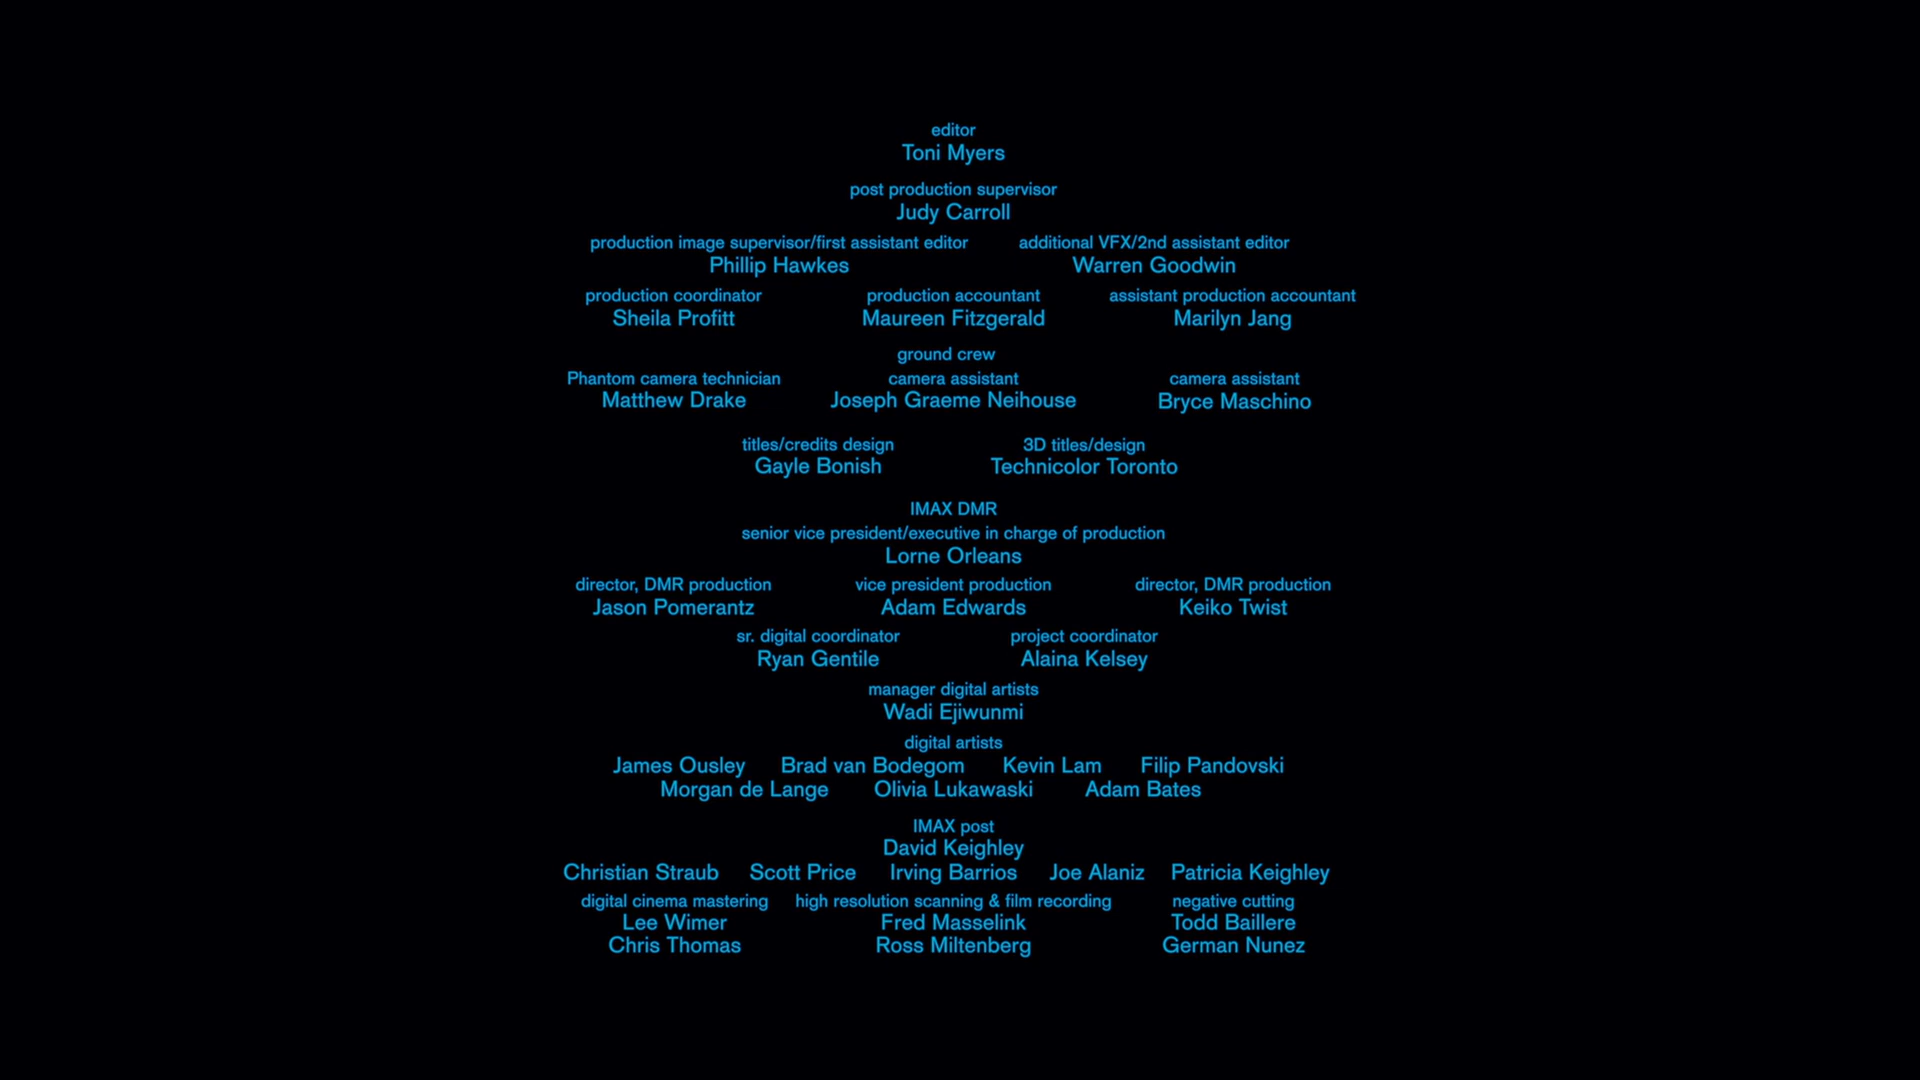 editor
Toni Myers
post production supervisor
Judy Carroll
production image supervisor/first assistant editor additional VFX/2nd assistant editor
Phillip Hawkes Warren Goodwin
production coordinator production accountant assistant production accountant
Sheila Profitt Maureen Fitzgerald Marilyn Jang
ground crew
Phantom camera technician camera assistant camera assistant
Matthew Drake Joseph Graeme Neihouse Bryce Maschino
titles/credits design 3D titles/design
Gayle Bonish Technicolor Toronto
IMAX DMR
senior vice president/executive in charge of production
Lorne Orleans
director, DMR production vice president production director, DMR production
Jason Pomerantz Adam Edwards Keiko Twist
sr. digital coordinator project coordinator
Ryan Gentile Alaina Kelsey
manager digital artists
Wadi Ejiwunmi
digital artists
James Ousley Brad van Bodegom Kevin Lam Filip Pandovski
Morgan de Lange Olivia Lukawaski Adam Bates
IMAX post
David Keighley
Christian Straub Scott Price Irving Barrios Joe Alaniz Patricia Keighley
digital cinema mastering high resolution scanning & film recording negative cutting
Lee Wimer Fred Masselink Todd Baillere
Chris Thomas Ross Miltenberg German Nunez